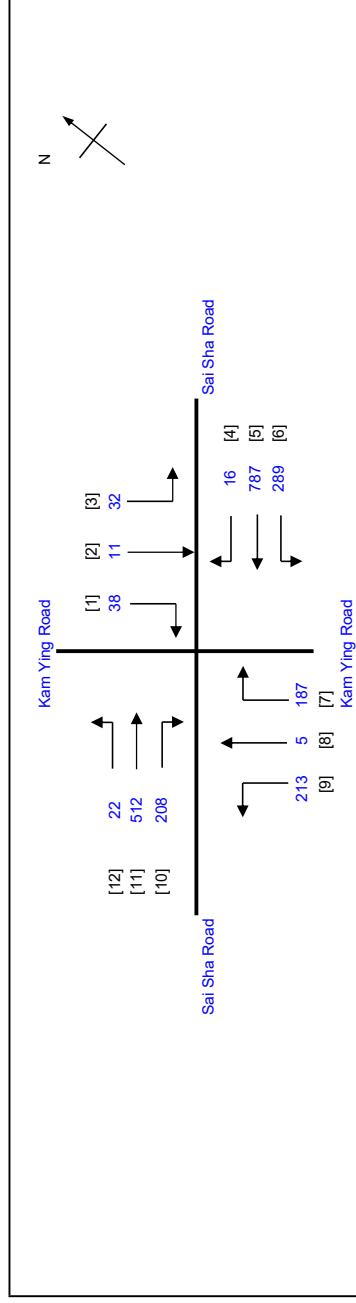 N
Kam Ying Road
[1] [2] [3]
38 11 32
[12] 22
[11] 512
[10] 208
Sai Sha Road
Sai Sha Road
16 [4]
787 [5]
289 [6]
213 5 187
[9] [8] [7]
Kam Ying Road